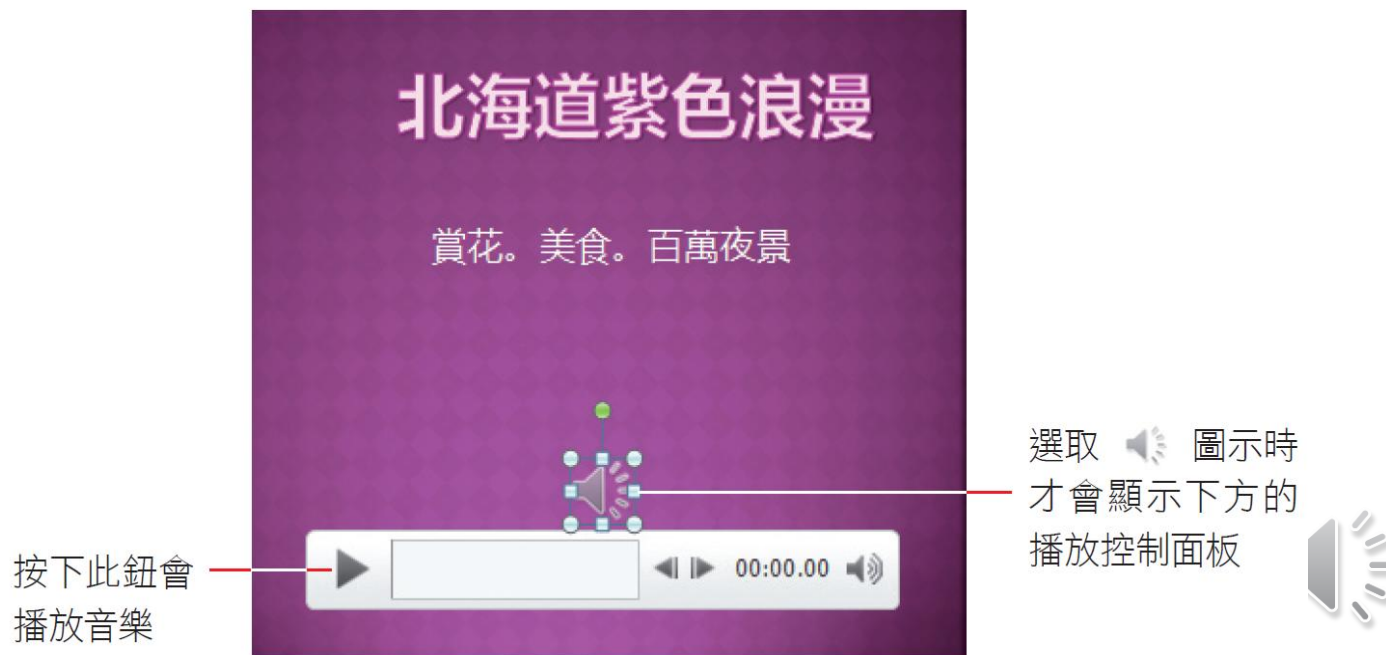 北海道紫色浪漫
賞花。美食。百萬夜景
選取 圖示時
才會顯示下方的
播放控制面板
按下此鈕會
播放音樂
00:00.00